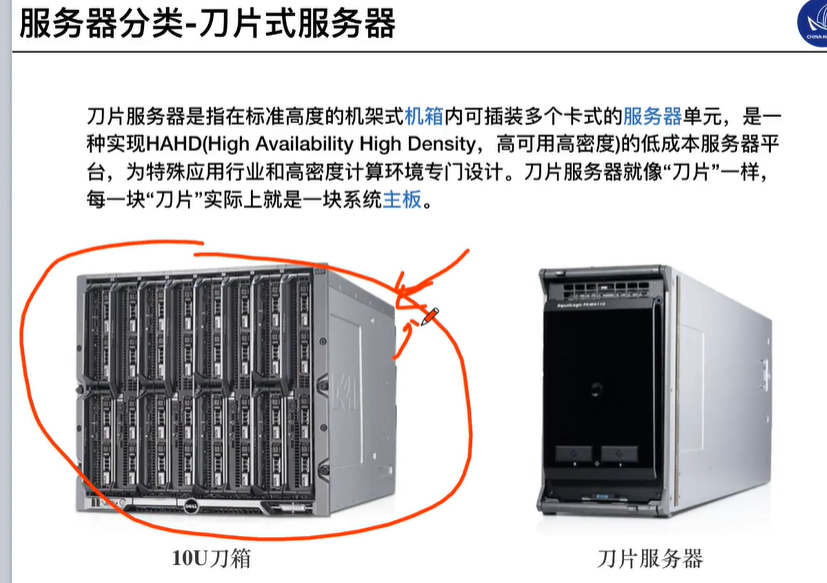 服务器分类-刀片式服务器
刀片服务器是指在标准高度的机架式机箱内可插装多个卡式的服务器单元，是一
种实现HAHD(High Availability High Density，高可用高密度)的低成本服务器平
台，为特殊应用行业和高密度计算环境专门设计。刀片服务器就像“刀片”一样，
每一块“刀片”实际上就是一块系统主板。
DELL
10U刀箱
刀片服务器